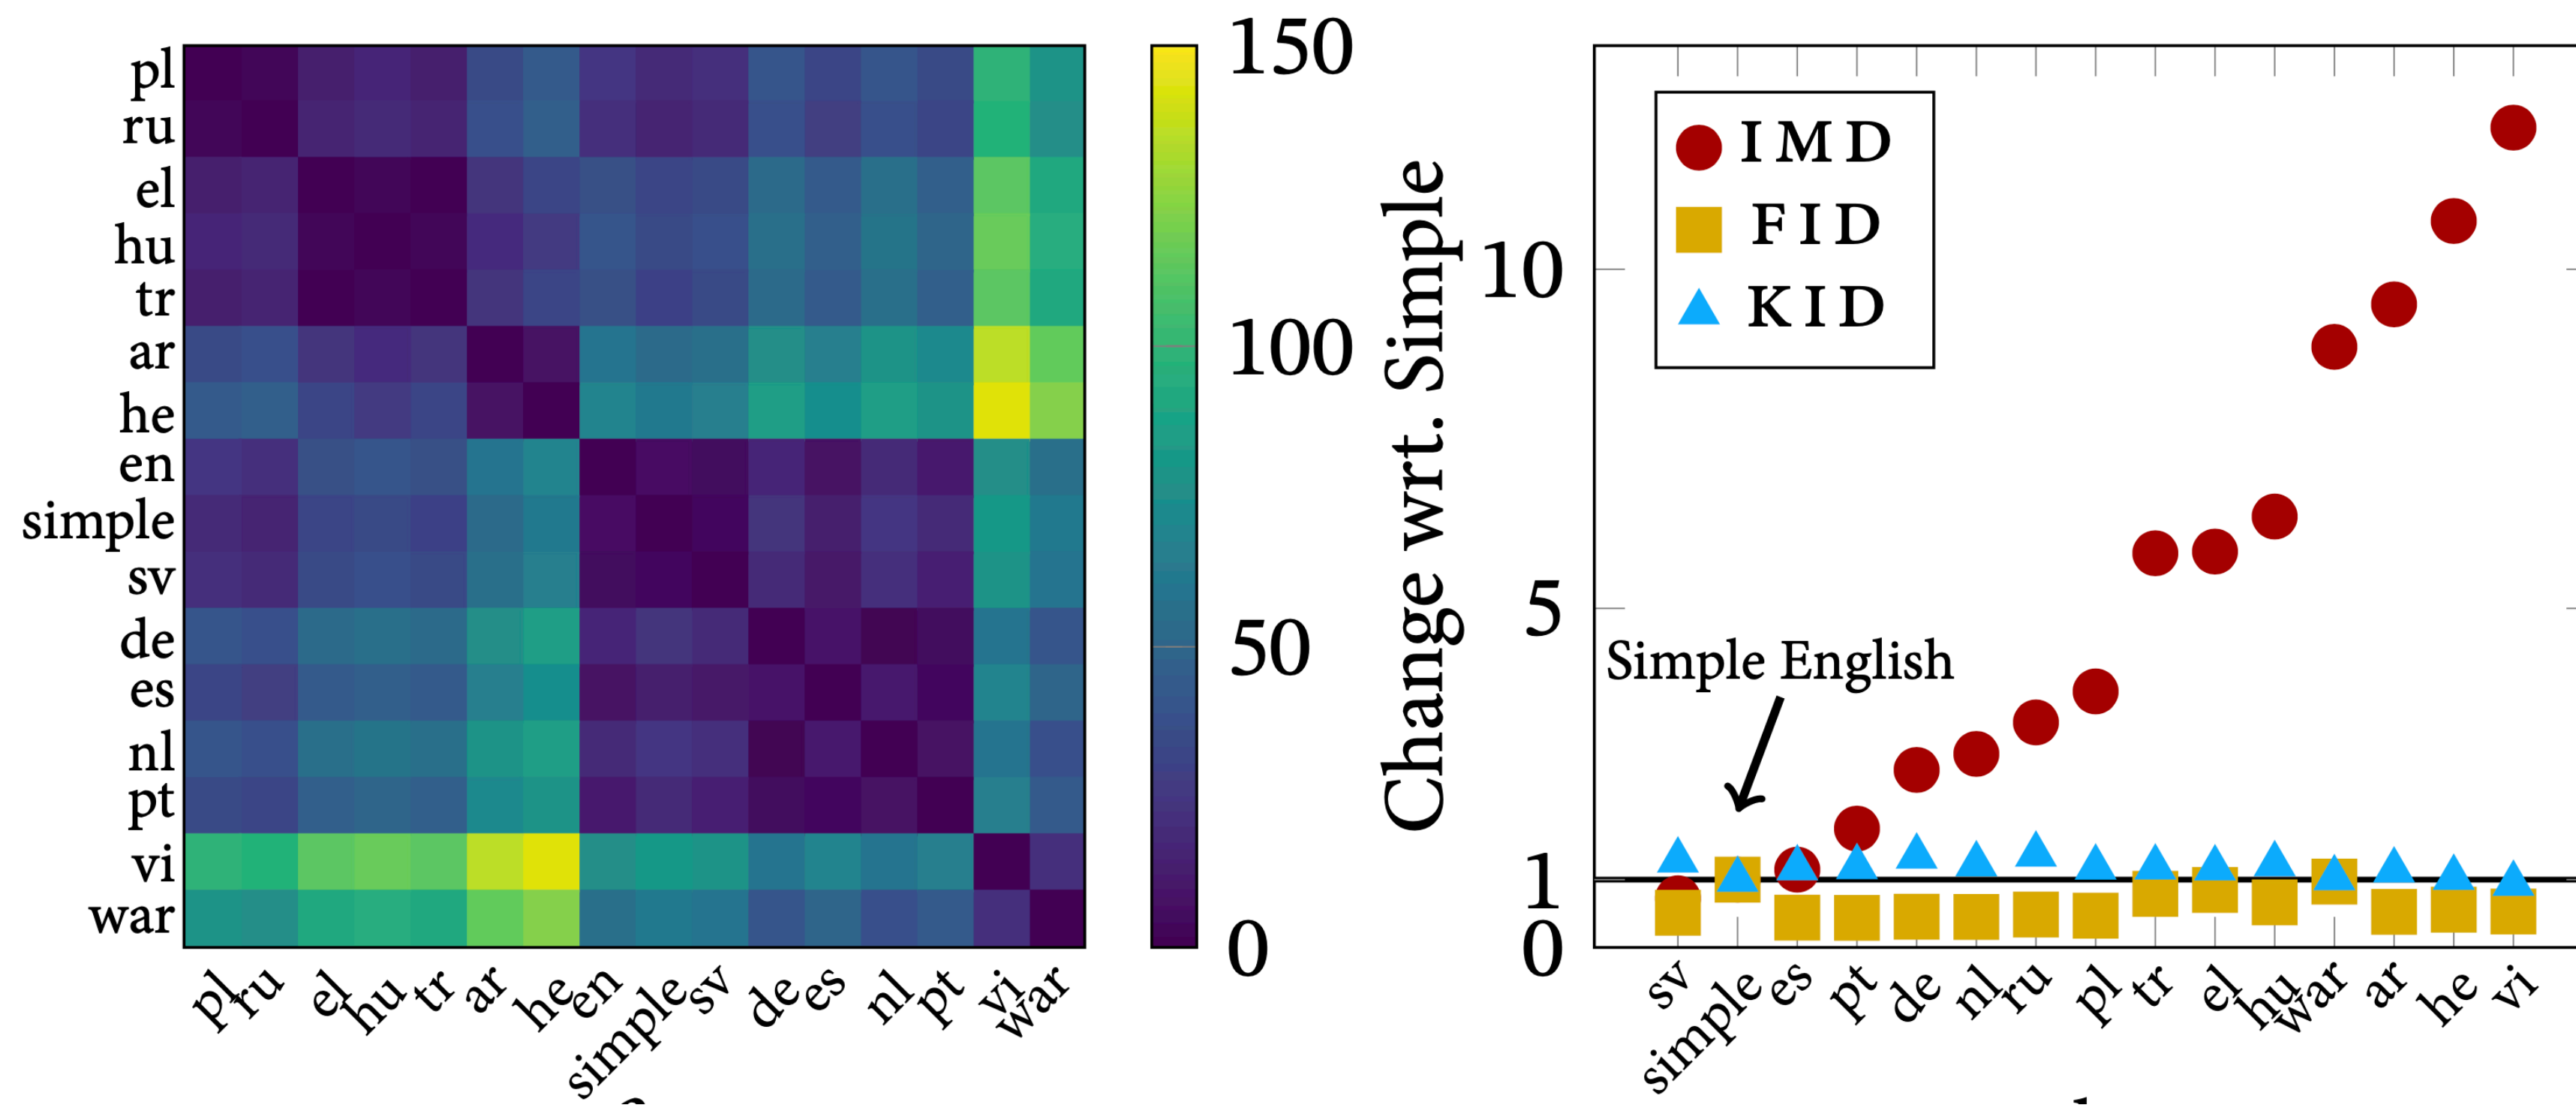 pl
ru
el
hu
tr
ar
he
en
simple
sv
de
es
nl
pt
vi
war
pl ru el hu tr ar he en simple sv de es nl pt vi war
150
100
50
0
Change wrt. Simple
10
5
1
0
IMD
FID
KID
Simple English
sv simple es pt de nl ru pl tr el hu war ar he vi